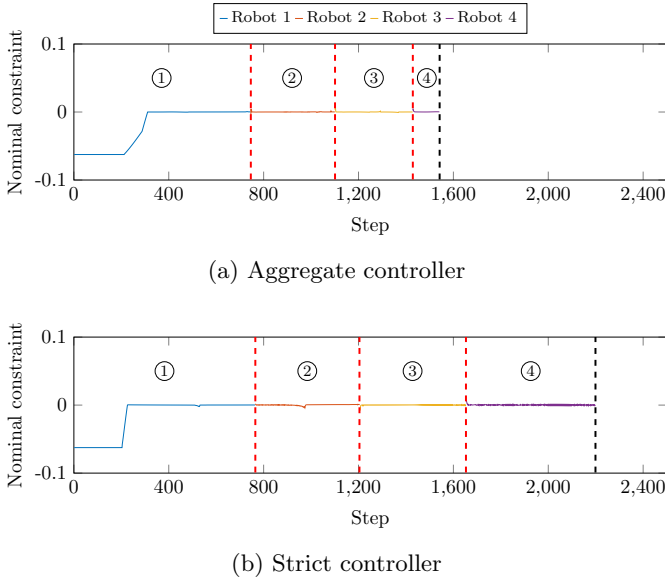 Robot 1 Robot 2 Robot 3 Robot 4
0.1
0
-0.1
Nominal constraint
① ② ③ ④
0 400 800 1,200 1,600 2,000 2,400
Step
(a) Aggregate controller
0.1
0
-0.1
Nominal constraint
① ② ③ ④
0 400 800 1,200 1,600 2,000 2,400
Step
(b) Strict controller